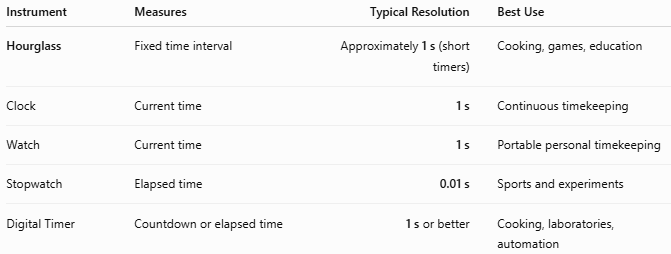 Instrument Measures Typical Resolution Best Use
Hourglass Fixed time interval Approximately 1 s (short Cooking, games, education
timers)
Clock Current time 1 s Continuous timekeeping
Watch Current time 1 s Portable personal timekeeping
Stopwatch Elapsed time 0.01 s Sports and experiments
Digital Timer Countdown or elapsed time 1 s or better Cooking, laboratories,
automation